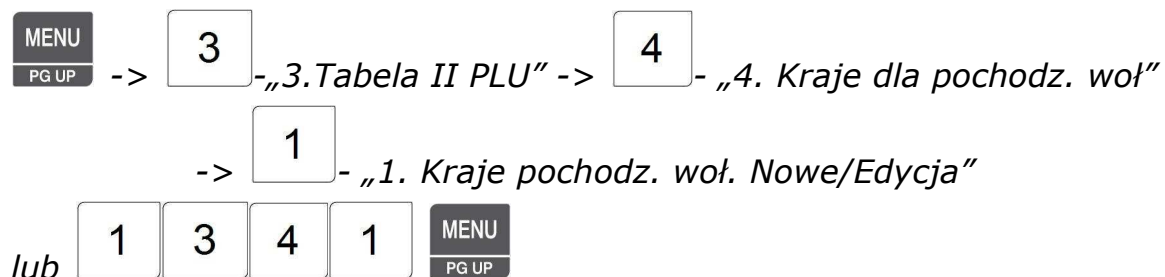 MENU PG UP -> 3 -„3.Tabela II PLU” -> 4 - „4. Kraje dla pochodz. woł”
-> 1 - „1. Kraje pochodz. woł. Nowe/Edycja”
lub 1 3 4 1 MENU PG UP